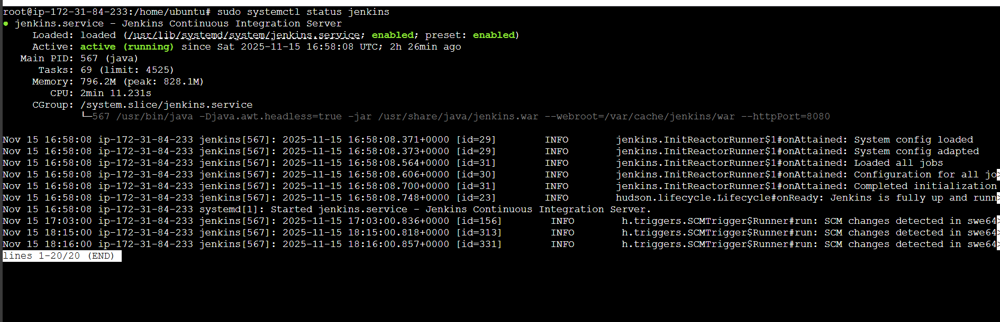 root@ip-172-31-84-233:/home/ubuntu# sudo systemctl status jenkins
● jenkins.service - Jenkins Continuous Integration Server
     Loaded: loaded (/usr/lib/systemd/system/jenkins.service; enabled; preset: enabled)
     Active: active (running) since Sat 2025-11-15 16:58:08 UTC; 2h 26min ago
   Main PID: 567 (java)
      Tasks: 69 (limit: 4525)
     Memory: 796.2M (peak: 828.1M)
        CPU: 2min 11.231s
     CGroup: /system.slice/jenkins.service
             └─567 /usr/bin/java -Djava.awt.headless=true -jar /usr/share/java/jenkins.war --webroot=/var/cache/jenkins/war --httpPort=8080
Nov 15 16:58:08 ip-172-31-84-233 jenkins[567]: 2025-11-15 16:58:08.371+0000 [id=29]        INFO        jenkins.InitReactorRunner$1#onAttained: System config loaded
Nov 15 16:58:08 ip-172-31-84-233 jenkins[567]: 2025-11-15 16:58:08.373+0000 [id=29]        INFO        jenkins.InitReactorRunner$1#onAttained: System config adapted
Nov 15 16:58:08 ip-172-31-84-233 jenkins[567]: 2025-11-15 16:58:08.564+0000 [id=31]        INFO        jenkins.InitReactorRunner$1#onAttained: Loaded all jobs
Nov 15 16:58:08 ip-172-31-84-233 jenkins[567]: 2025-11-15 16:58:08.606+0000 [id=30]        INFO        jenkins.InitReactorRunner$1#onAttained: Configuration for all jo>
Nov 15 16:58:08 ip-172-31-84-233 jenkins[567]: 2025-11-15 16:58:08.700+0000 [id=31]        INFO        jenkins.InitReactorRunner$1#onAttained: Completed initialization
Nov 15 16:58:08 ip-172-31-84-233 jenkins[567]: 2025-11-15 16:58:08.748+0000 [id=23]        INFO        hudson.lifecycle.Lifecycle#onReady: Jenkins is fully up and runn>
Nov 15 16:58:08 ip-172-31-84-233 systemd[1]: Started jenkins.service - Jenkins Continuous Integration Server.
Nov 15 17:03:00 ip-172-31-84-233 jenkins[567]: 2025-11-15 17:03:00.836+0000 [id=156]        INFO        h.triggers.SCMTrigger$Runner#run: SCM changes detected in swe64>
Nov 15 18:15:00 ip-172-31-84-233 jenkins[567]: 2025-11-15 18:15:00.818+0000 [id=313]        INFO        h.triggers.SCMTrigger$Runner#run: SCM changes detected in swe64>
Nov 15 18:16:00 ip-172-31-84-233 jenkins[567]: 2025-11-15 18:16:00.857+0000 [id=331]        INFO        h.triggers.SCMTrigger$Runner#run: SCM changes detected in swe64>
lines 1-20/20 (END)